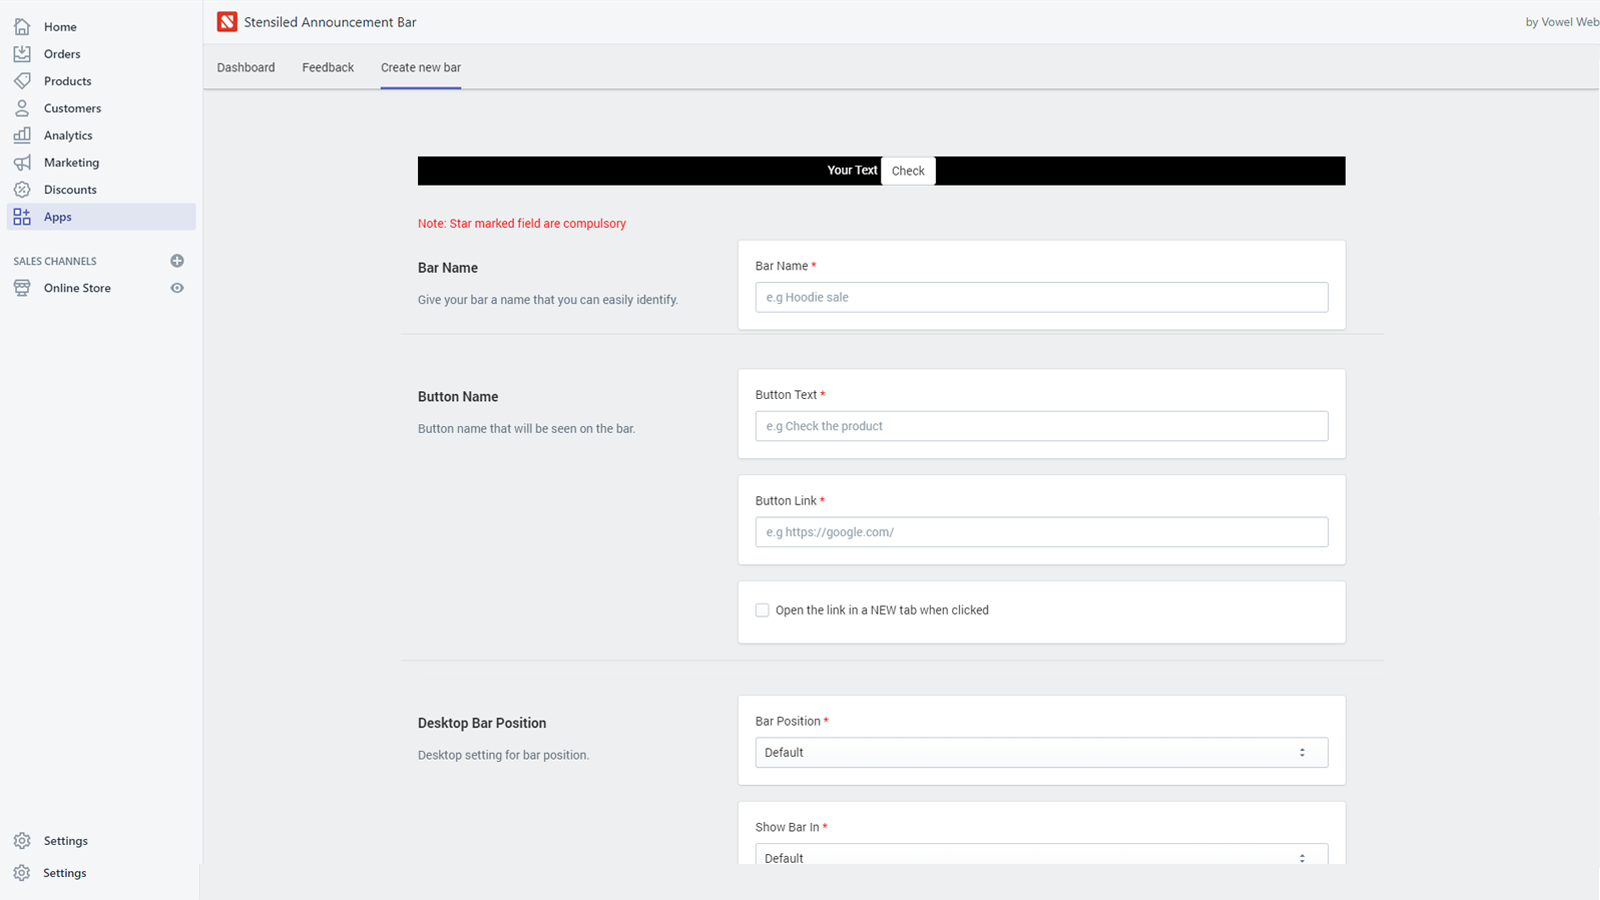 Home
Orders
Products
Customers
Analytics
Marketing
Discounts
Apps
SALES CHANNELS
Online Store
Settings
Settings
Stensiled Announcement Bar
by Vowel Web
Dashboard Feedback Create new bar
Your Text Check
Note: Star marked field are compulsory
Bar Name
Give your bar a name that you can easily identify.
Bar Name *
e.g Hoodie sale
Button Name
Button name that will be seen on the bar.
Button Text *
e.g Check the product
Button Link *
e.g https://google.com/
Open the link in a NEW tab when clicked
Desktop Bar Position
Desktop setting for bar position.
Bar Position *
Default
Show Bar In *
Default